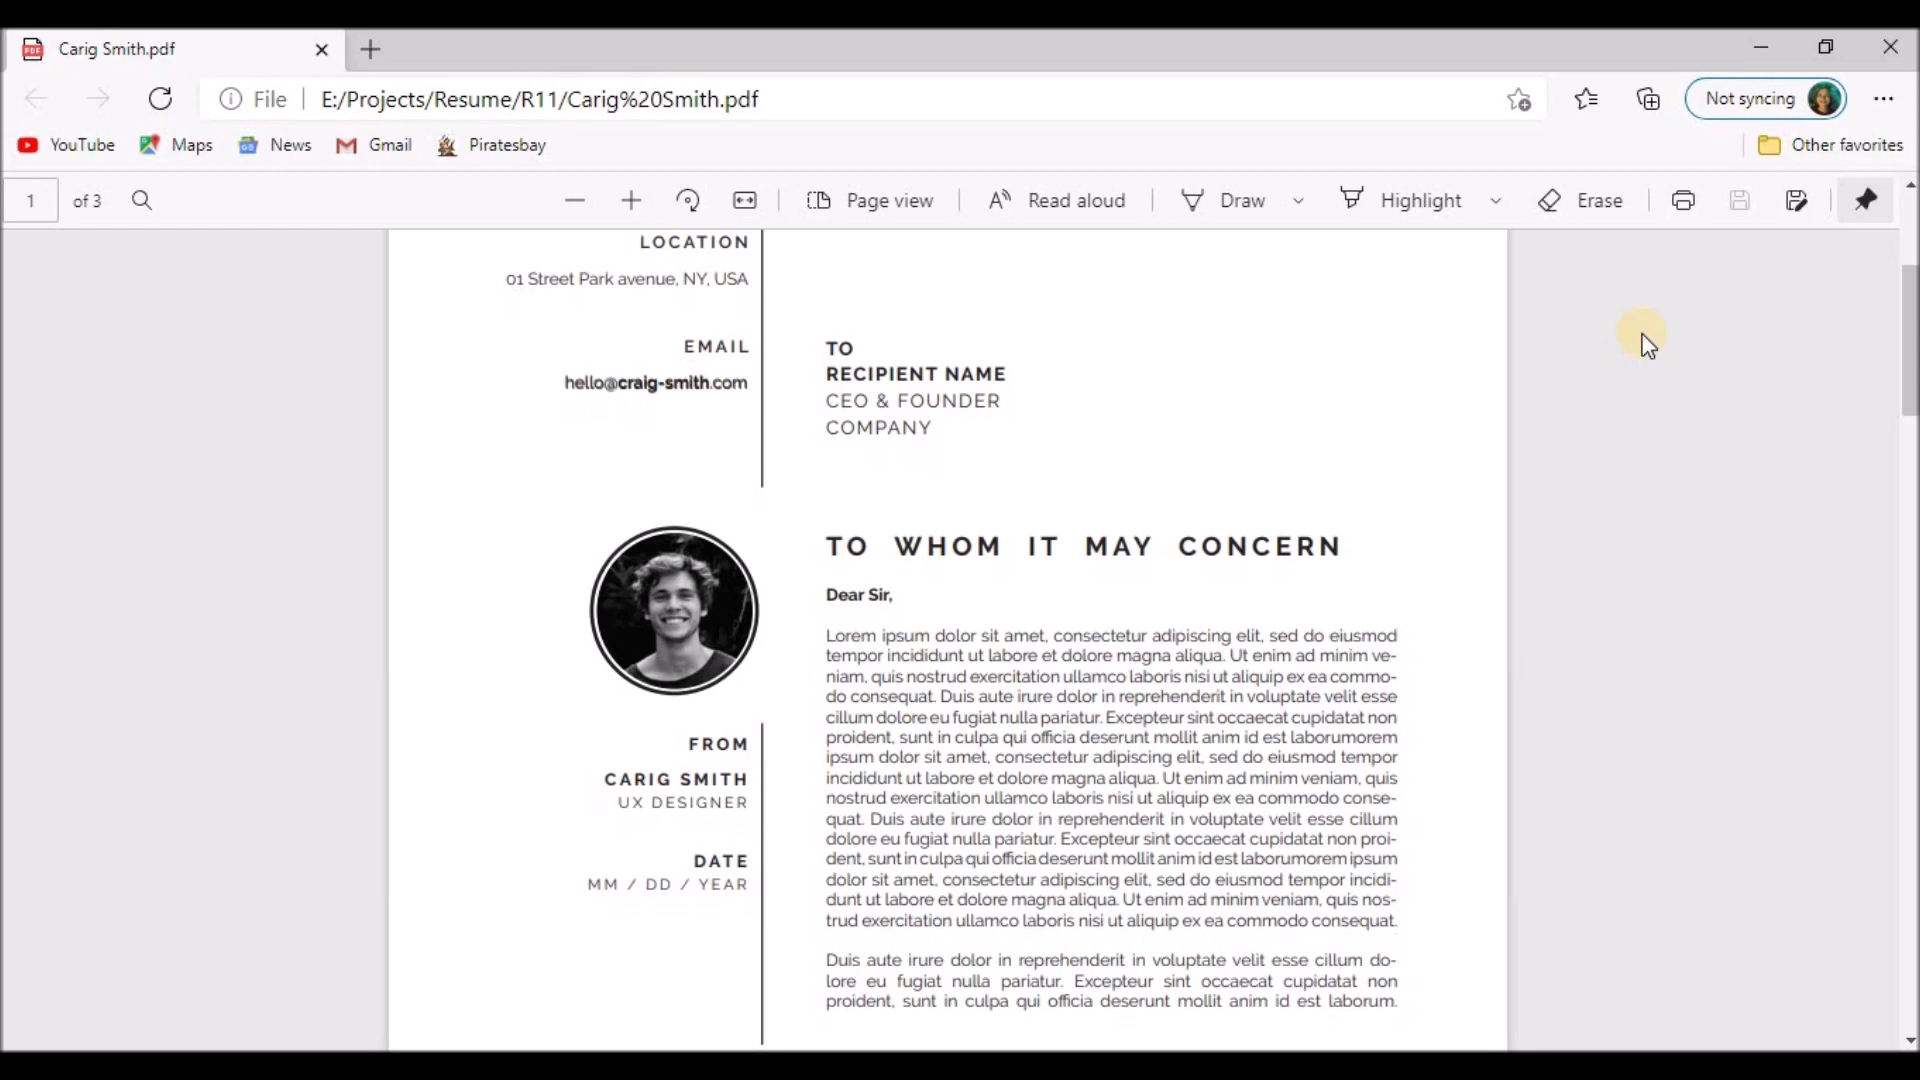 Carig Smith.pdf
File
E:/Projects/Resume/R11/Carig%20Smith.pdf
Not syncing
YouTube
Maps
News
Gmail
Piratesbay
Other favorites
1 of 3
Page view
Read aloud
Draw
Highlight
Erase
LOCATION
01 Street Park avenue, NY, USA
EMAIL
hello@craig-smith.com
TO
RECIPIENT NAME
CEO & FOUNDER
COMPANY
FROM
CARIG SMITH
UX DESIGNER
DATE
MM / DD / YEAR
TO WHOM IT MAY CONCERN
Dear Sir,
Lorem ipsum dolor sit amet, consectetur adipiscing elit, sed do eiusmod
tempor incididunt ut labore et dolore magna aliqua. Ut enim ad minim ve-
niam, quis nostrud exercitation ullamco laboris nisi ut aliquip ex ea commo-
do consequat. Duis aute irure dolor in reprehenderit in voluptate velit esse
cillum dolore eu fugiat nulla pariatur. Excepteur sint occaecat cupidatat non
proident, sunt in culpa qui officia deserunt mollit anim id est laborumorem
ipsum dolor sit amet, consectetur adipiscing elit, sed do eiusmod tempor
incididunt ut labore et dolore magna aliqua. Ut enim ad minim veniam, quis
nostrud exercitation ullamco laboris nisi ut aliquip ex ea commodo conse-
quat. Duis aute irure dolor in reprehenderit in voluptate velit esse cillum
dolore eu fugiat nulla pariatur. Excepteur sint occaecat cupidatat non proi-
dent, sunt in culpa qui officia deserunt mollit anim id est laborumorem ipsum
dolor sit amet, consectetur adipiscing elit, sed do eiusmod tempor incidi-
dunt ut labore et dolore magna aliqua. Ut enim ad minim veniam, quis nos-
trud exercitation ullamco laboris nisi ut aliquip ex ea commodo consequat.
Duis aute irure dolor in reprehenderit in voluptate velit esse cillum do-
lore eu fugiat nulla pariatur. Excepteur sint occaecat cupidatat non
proident, sunt in culpa qui officia deserunt mollit anim id est laborum.